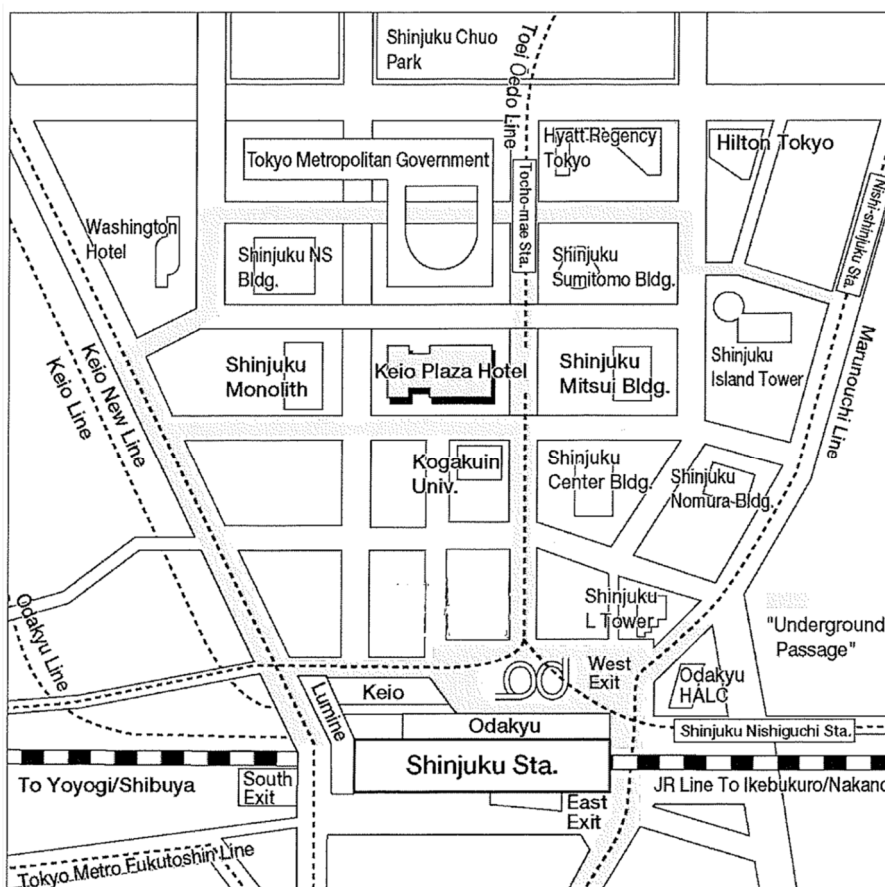 Shinjuku Chuo
Park
Toei Ōedo Line
Tokyo Metropolitan Government
Tocho-mae Sta.
Hyatt Regency
Tokyo
Hilton Tokyo
Nishi-shinjuku Sta.
Washington
Hotel
Shinjuku NS
Bldg.
Shinjuku
Sumitomo Bldg.
Shinjuku
Monolith
Keio Plaza Hotel
Shinjuku
Mitsui Bldg.
Shinjuku
Island Tower
Marunouchi Line
Keio New Line
Keio Line
Kogakuin
Univ.
Shinjuku
Center Bldg.
Shinjuku
Nomura Bldg.
Odakyu Line
Shinjuku
L Tower
"Underground
Passage"
West
Exit
Odakyu
HALC
Keio
Lumine
Odakyu
Shinjuku Nishiguchi Sta.
Shinjuku Sta.
To Yoyogi/Shibuya
South
Exit
East
Exit
JR Line To Ikebukuro/Nakano
Tokyo Metro Fukutoshin Line